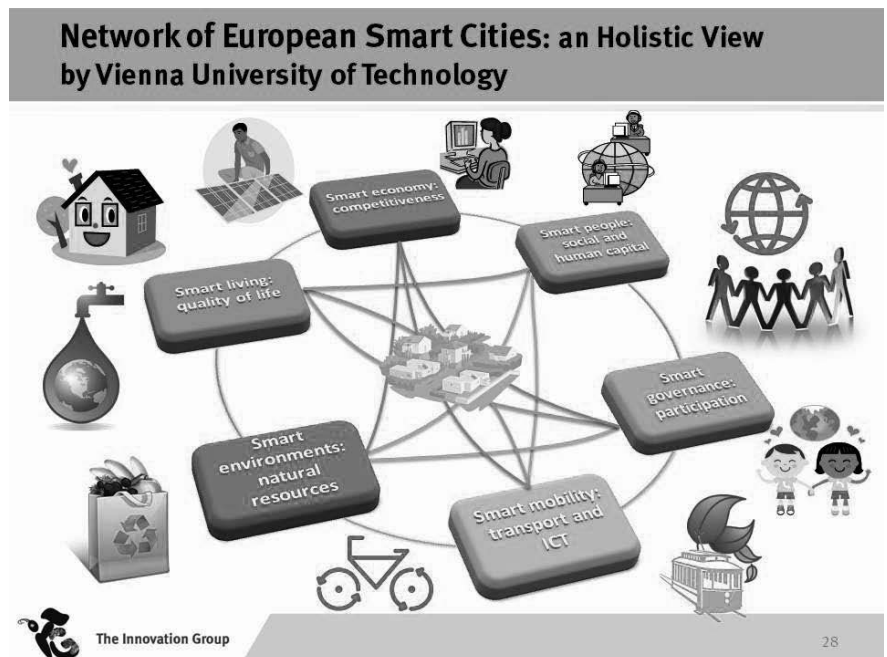 Network of European Smart Cities: an Holistic View
by Vienna University of Technology
Smart economy:
competitiveness
Smart people:
social and
human capital
Smart living:
quality of life
Smart
governance:
participation
Smart
environments:
natural
resources
Smart mobility:
transport and
ICT
The Innovation Group
28